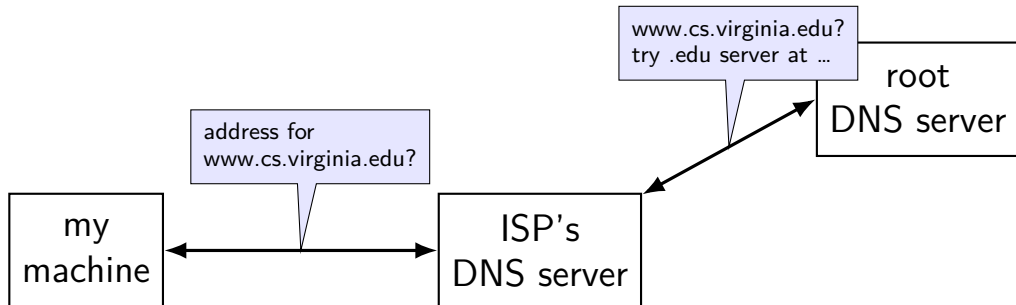 www.cs.virginia.edu?
try .edu server at ...
root
DNS server
address for
www.cs.virginia.edu?
my
machine
ISP's
DNS server